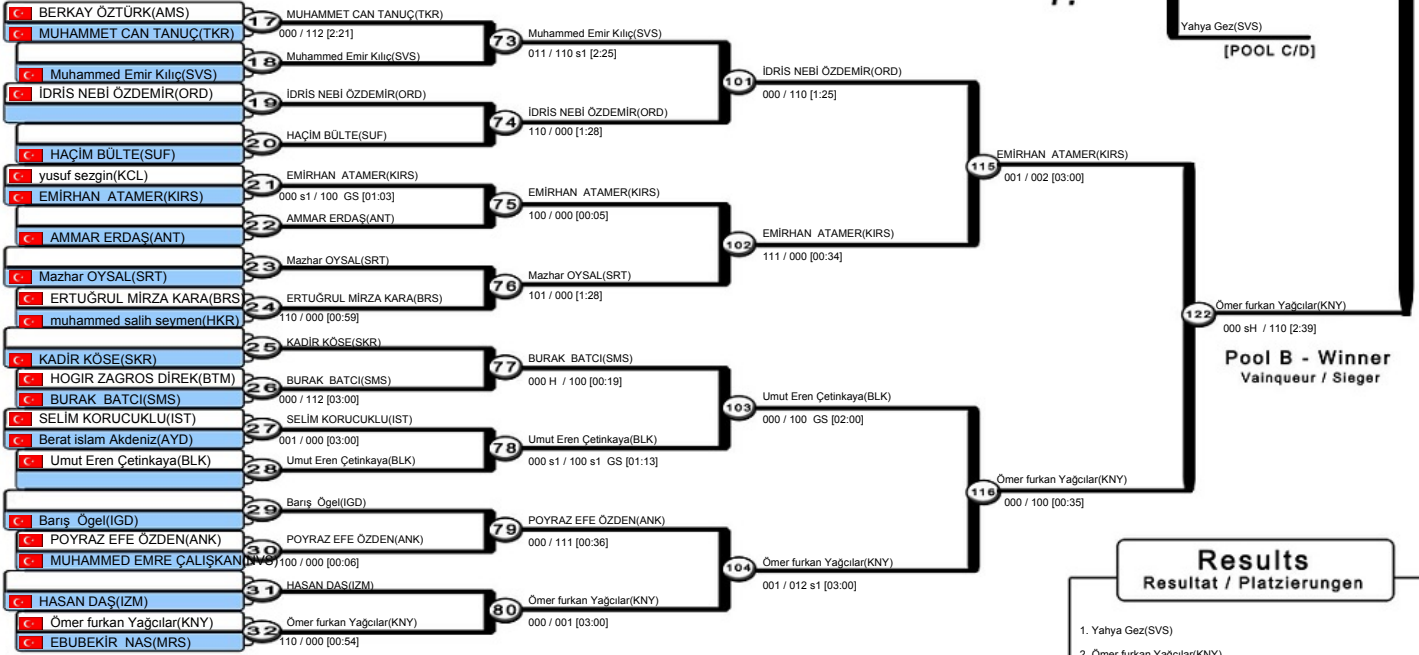 BERKAY ÖZTÜRK(AMS)
MUHAMMET CAN TANUÇ(TKR)
Muhammed Emir Kılıç(SVS)
İDRİS NEBİ ÖZDEMİR(ORD)
HAÇİM BÜLTE(SUF)
yusuf sezgin(KCL)
EMİRHAN ATAMER(KIRS)
AMMAR ERDAŞ(ANT)
Mazhar OYSAL(SRT)
ERTUĞRUL MİRZA KARA(BRS)
muhammed salih seymen(HKR)
KADİR KÖSE(SKR)
HOGIR ZAGROS DİREK(BTM)
BURAK BATCI(SMS)
SELİM KORUCUKLU(IST)
Berat islam Akdeniz(AYD)
Umut Eren Çetinkaya(BLK)
Barış Ögel(IGD)
POYRAZ EFE ÖZDEN(ANK)
MUHAMMED EMRE ÇALIŞKAN(NVS)
HASAN DAŞ(IZM)
Ömer furkan Yağcılar(KNY)
EBUBEKİR NAS(MRS)
17 MUHAMMET CAN TANUÇ(TKR)
000 / 112 [2:21]
18 Muhammed Emir Kılıç(SVS)
19 İDRİS NEBİ ÖZDEMİR(ORD)
20 HAÇİM BÜLTE(SUF)
21 EMİRHAN ATAMER(KIRS)
000 s1 / 100 GS [01:03]
22 AMMAR ERDAŞ(ANT)
23 Mazhar OYSAL(SRT)
24 ERTUĞRUL MİRZA KARA(BRS)
110 / 000 [00:59]
25 KADİR KÖSE(SKR)
26 BURAK BATCI(SMS)
000 / 112 [03:00]
27 SELİM KORUCUKLU(IST)
001 / 000 [03:00]
28 Umut Eren Çetinkaya(BLK)
29 Barış Ögel(IGD)
30 POYRAZ EFE ÖZDEN(ANK)
100 / 000 [00:06]
31 HASAN DAŞ(IZM)
32 Ömer furkan Yağcılar(KNY)
110 / 000 [00:54]
73 Muhammed Emir Kılıç(SVS)
011 / 110 s1 [2:25]
74 İDRİS NEBİ ÖZDEMİR(ORD)
110 / 000 [1:28]
75 EMİRHAN ATAMER(KIRS)
100 / 000 [00:05]
76 Mazhar OYSAL(SRT)
101 / 000 [1:28]
77 BURAK BATCI(SMS)
000 H / 100 [00:19]
78 Umut Eren Çetinkaya(BLK)
000 s1 / 100 s1 GS [01:13]
79 POYRAZ EFE ÖZDEN(ANK)
000 / 111 [00:36]
80 Ömer furkan Yağcılar(KNY)
000 / 001 [03:00]
101 İDRİS NEBİ ÖZDEMİR(ORD)
000 / 110 [1:25]
102 EMİRHAN ATAMER(KIRS)
111 / 000 [00:34]
103 Umut Eren Çetinkaya(BLK)
000 / 100 GS [02:00]
104 Ömer furkan Yağcılar(KNY)
001 / 012 s1 [03:00]
115 EMİRHAN ATAMER(KIRS)
001 / 002 [03:00]
116 Ömer furkan Yağcılar(KNY)
000 / 100 [00:35]
122 Ömer furkan Yağcılar(KNY)
000 sH / 110 [2:39]
Pool B - Winner
Vainqueur / Sieger
Yahya Gez(SVS)
[POOL C/D]
Results
Resultat / Platzierungen
1. Yahya Gez(SVS)
2. Ömer furkan Yağcılar(KNY)